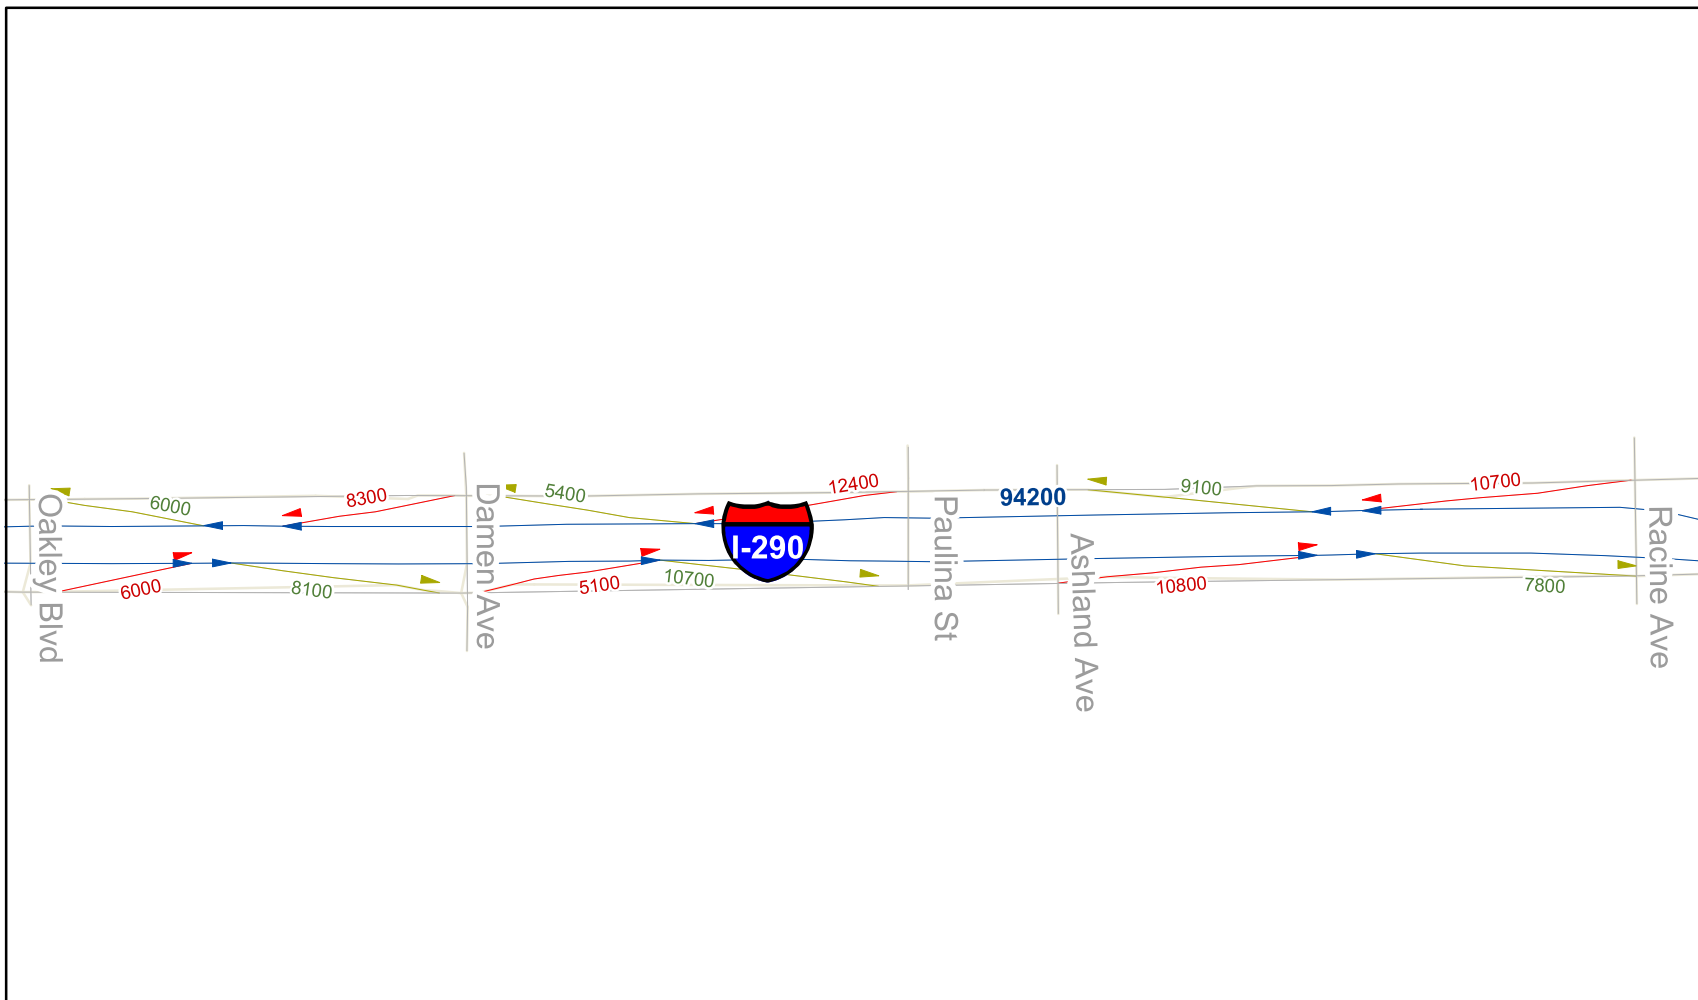 6000
8300
5400
12400
94200
9100
10700
I-290
6000
8100
5100
10700
10800
7800
Oakley Blvd
Damen Ave
Paulina St
Ashland Ave
Racine Ave